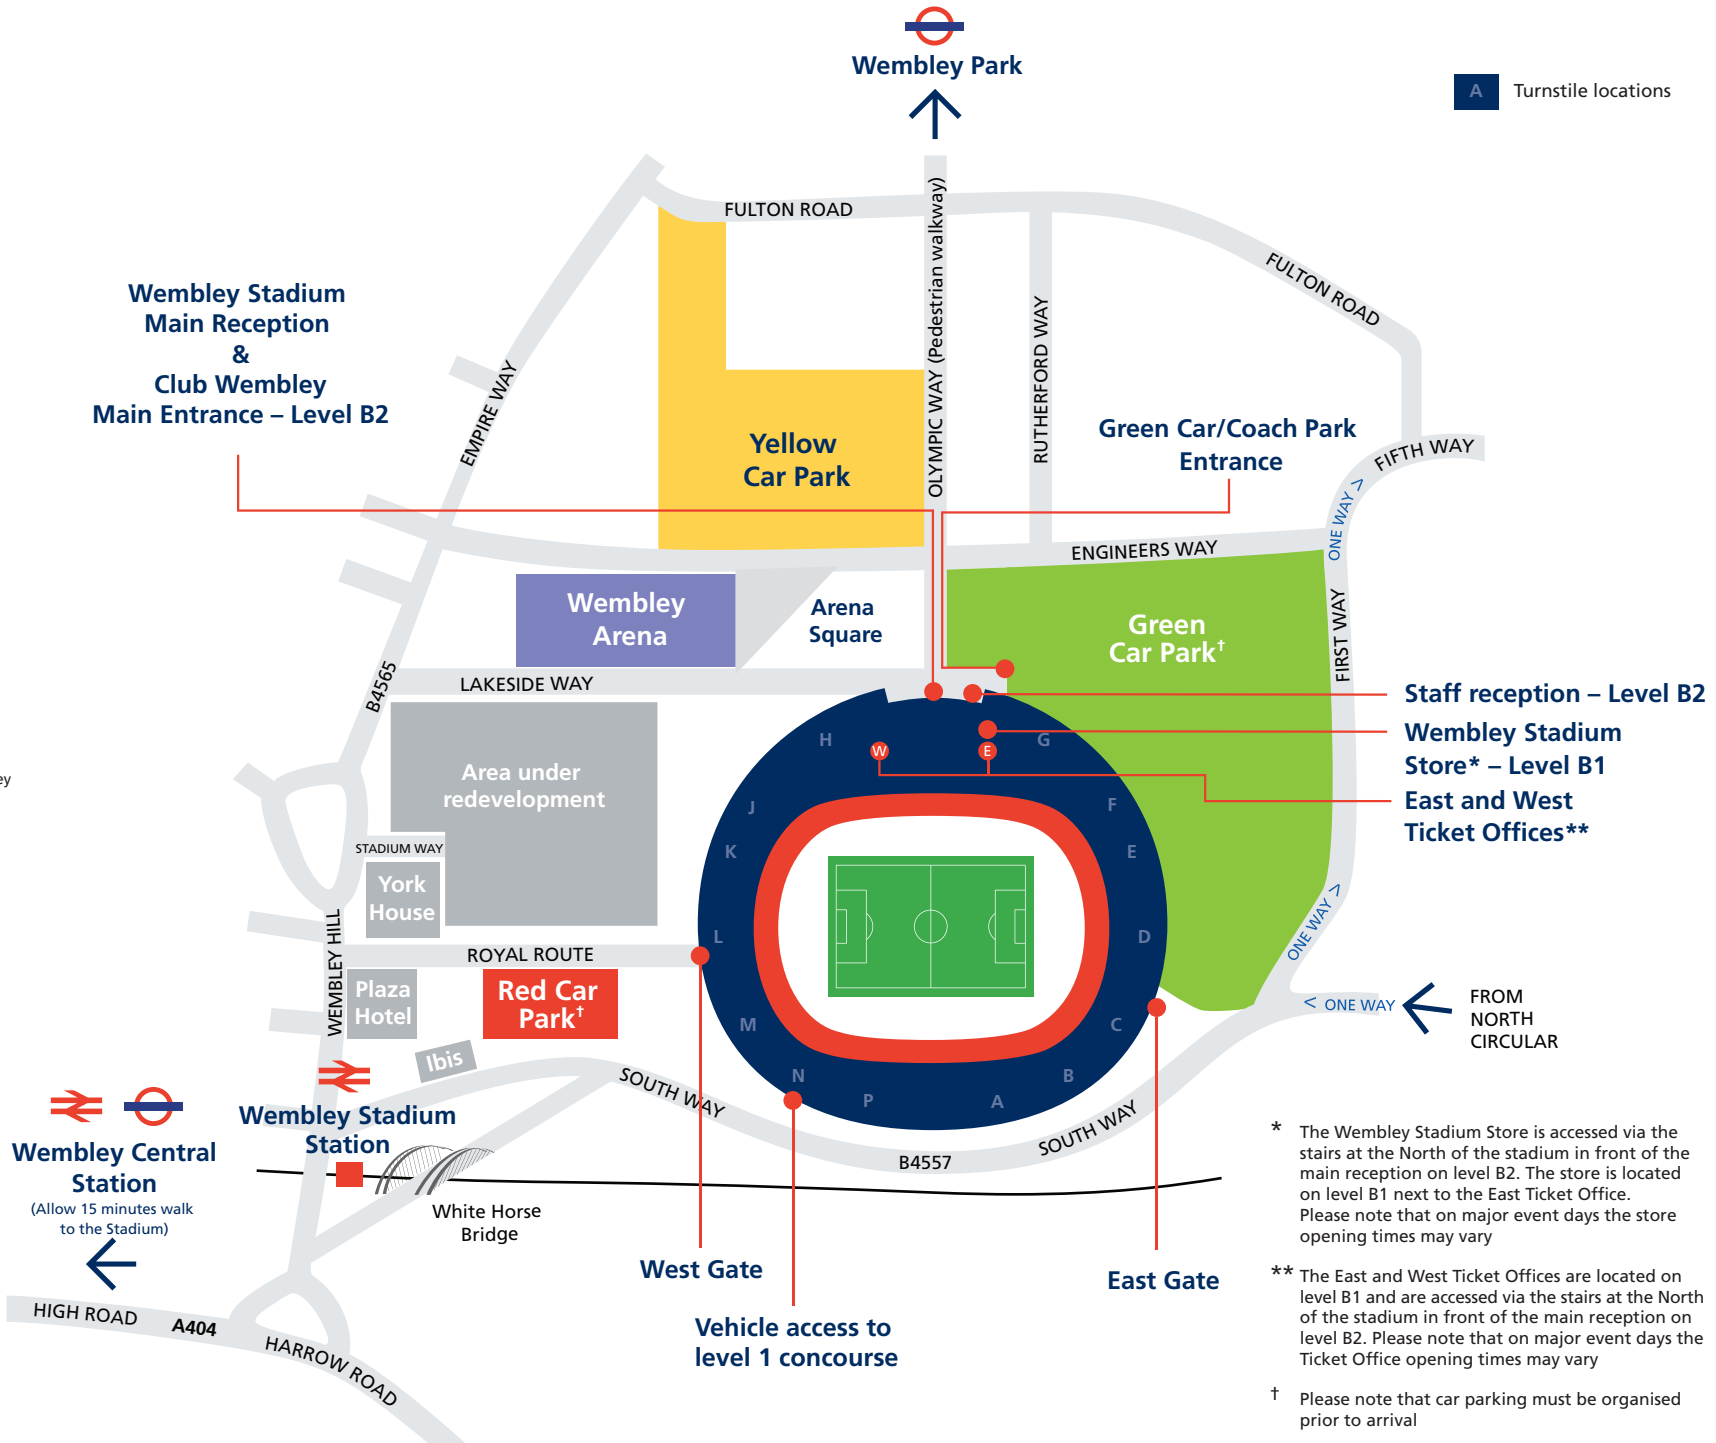 Wembley Park
A
Turnstile locations
FULTON ROAD
FULTON ROAD
OLYMPIC WAY (Pedestrian walkway)
RUTHERFORD WAY
EMPIRE WAY
Wembley Stadium
Main Reception
&
Club Wembley
Main Entrance – Level B2
Yellow
Car Park
Green Car/Coach Park
Entrance
FIFTH WAY
ONE WAY >
ENGINEERS WAY
FIRST WAY
Wembley
Arena
Arena
Square
Green
Car Park†
B4565
LAKESIDE WAY
Staff reception – Level B2
Wembley Stadium
Store* – Level B1
East and West
Ticket Offices**
H
W
E
G
J
F
K
E
L
D
M
C
N
B
P
A
Area under
redevelopment
ey
STADIUM WAY
York
House
WEMBLEY HILL
ROYAL ROUTE
Plaza
Hotel
Red Car
Park†
Ibis
ONE WAY >
< ONE WAY
FROM
NORTH
CIRCULAR
SOUTH WAY
SOUTH WAY
B4557
Wembley Stadium
Station
Wembley Central
Station
(Allow 15 minutes walk
to the Stadium)
White Horse
Bridge
West Gate
East Gate
Vehicle access to
level 1 concourse
HIGH ROAD
A404
HARROW ROAD
* The Wembley Stadium Store is accessed via the
stairs at the North of the stadium in front of the
main reception on level B2. The store is located
on level B1 next to the East Ticket Office.
Please note that on major event days the store
opening times may vary
** The East and West Ticket Offices are located on
level B1 and are accessed via the stairs at the North
of the stadium in front of the main reception on
level B2. Please note that on major event days the
Ticket Office opening times may vary
† Please note that car parking must be organised
prior to arrival